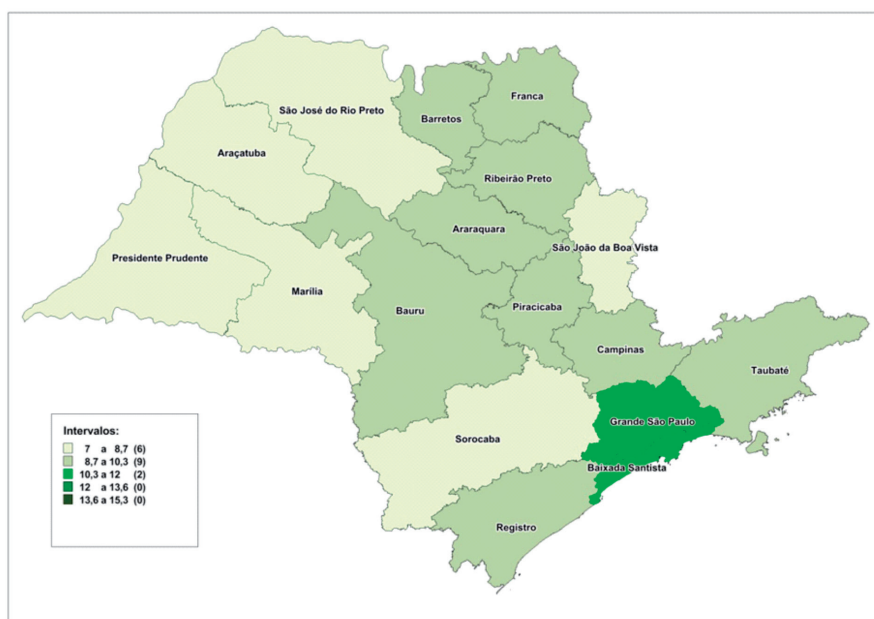 Franca
São José do Rio Preto
Barretos
Araçatuba
Ribeirão Preto
Araraquara
São João da Boa Vista
Presidente Prudente
Marília
Bauru
Piracicaba
Campinas
Taubaté
Grande São Paulo
Sorocaba
Baixada Santista
Registro
Intervalos:
7 a 8,7 (6)
8,7 a 10,3 (9)
10,3 a 12 (2)
12 a 13,6 (0)
13,6 a 15,3 (0)